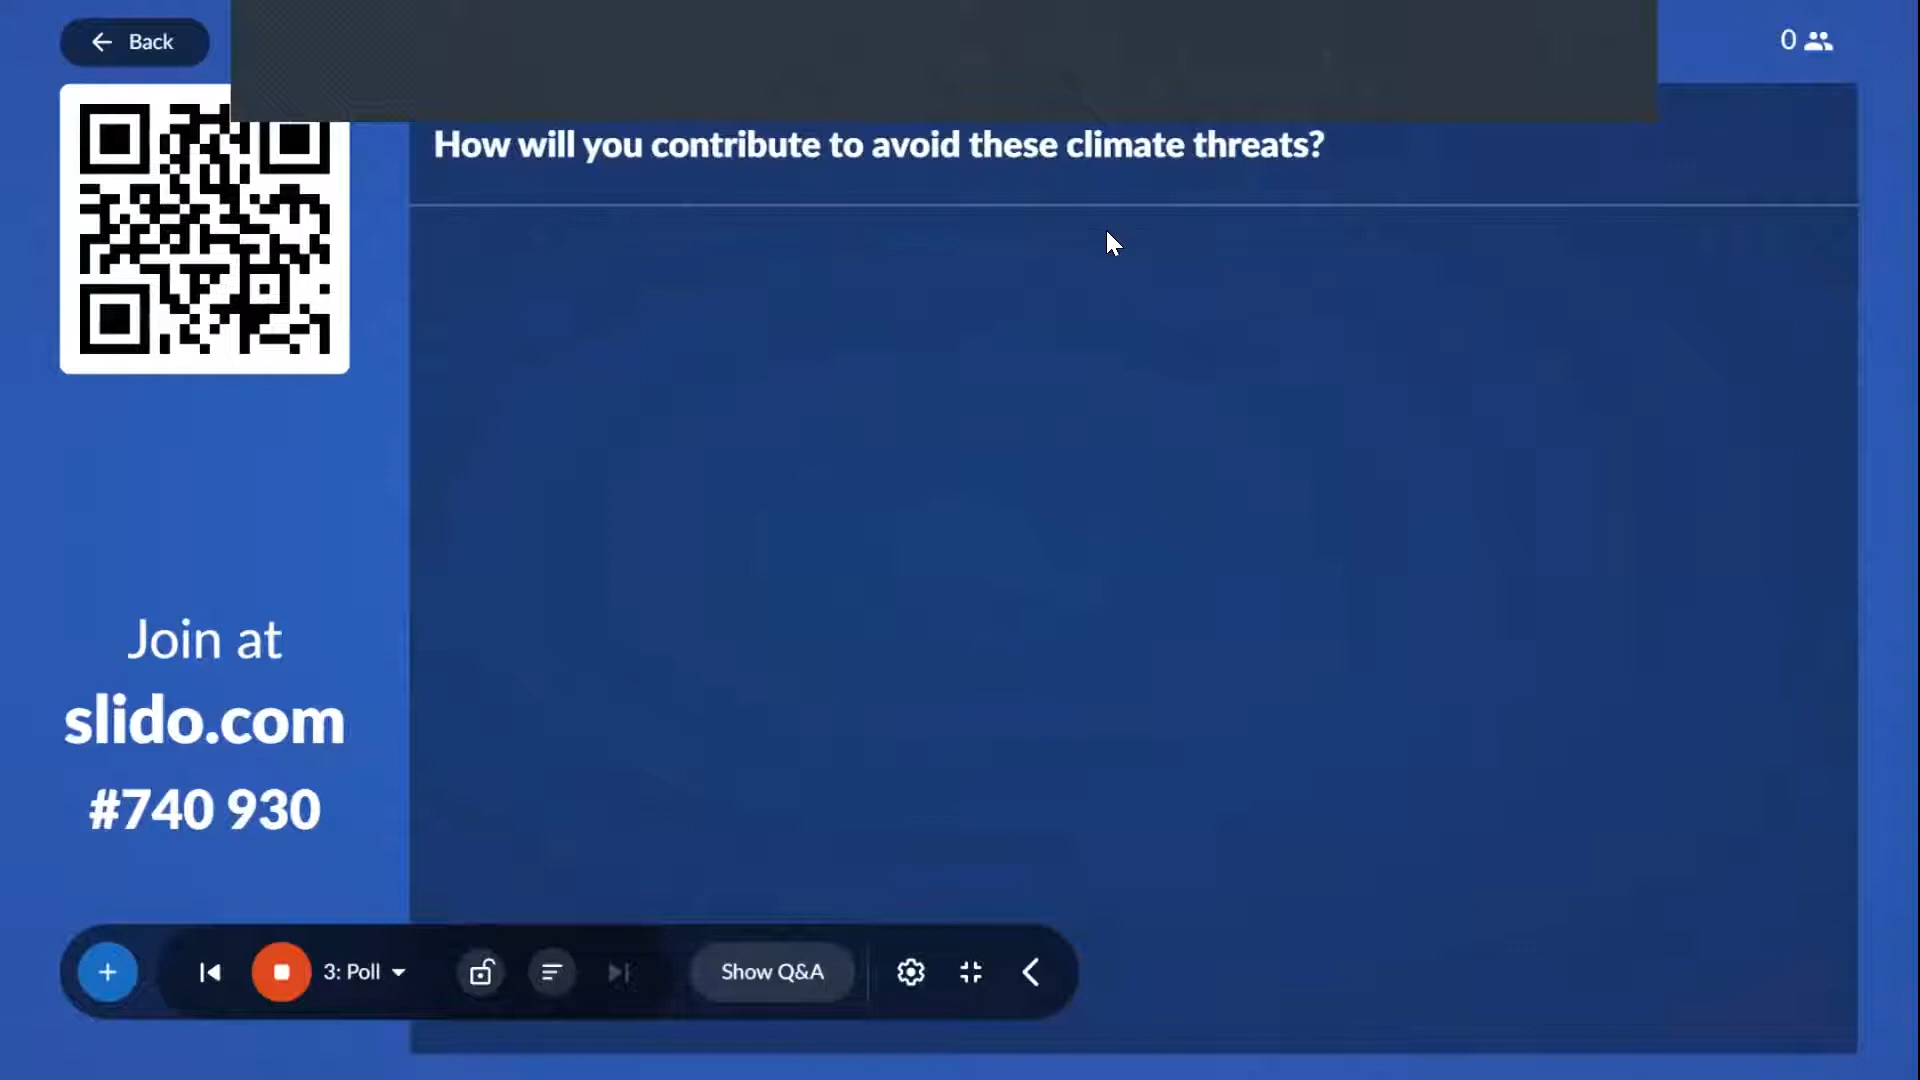 Back
0
How will you contribute to avoid these climate threats?
Join at
slido.com
#740 930
3: Poll
Show Q&A